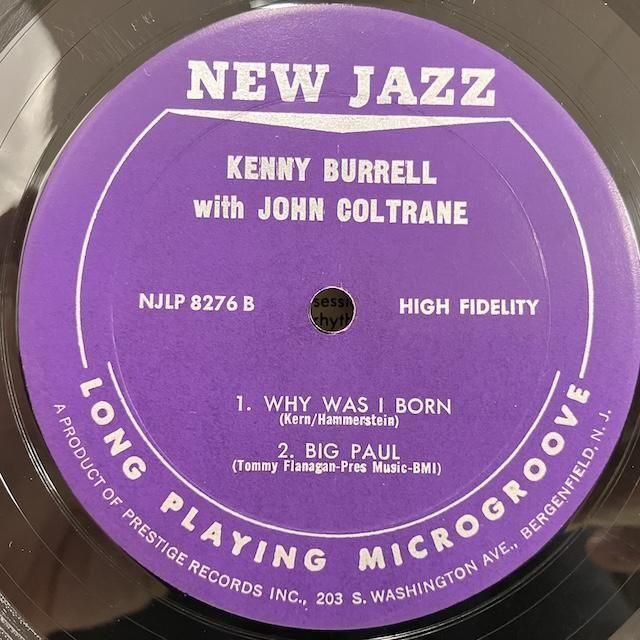 NEW JAZZ
KENNY BURRELL
with JOHN COLTRANE
NJLP 8276 B
HIGH FIDELITY
1. WHY WAS I BORN
(Kern/Hammerstein)
2. BIG PAUL
(Tommy Flanagan-Pres Music-BMI)
LONG PLAYING MICROGROOVE
A PRODUCT OF PRESTIGE RECORDS INC., 203 S. WASHINGTON AVE., BERGENFIELD, N. J.